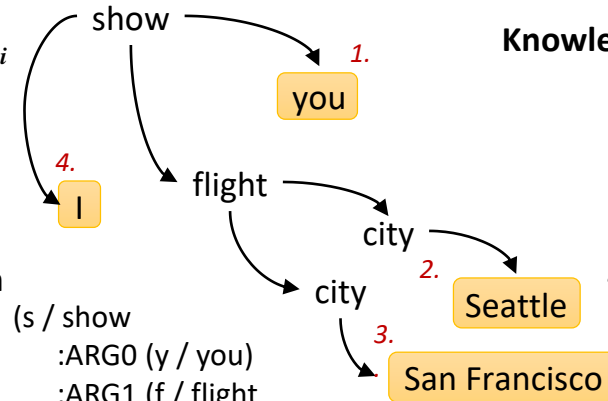 show
i
Knowle
1.
you
4.
I
flight
city
2.
Seattle
city
3.
San Francisco
(s / show
:ARG0 (y / you)
:ARG1 (f / flight